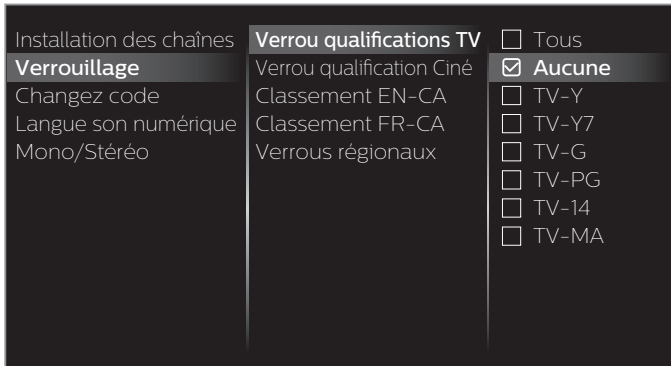 Installation des chaînes
Verrouillage
Changez code
Langue son numérique
Mono/Stéréo
Verrou qualifications TV
Verrou qualification Ciné
Classement EN-CA
Classement FR-CA
Verrous régionaux
Tous
Aucune
TV-Y
TV-Y7
TV-G
TV-PG
TV-14
TV-MA